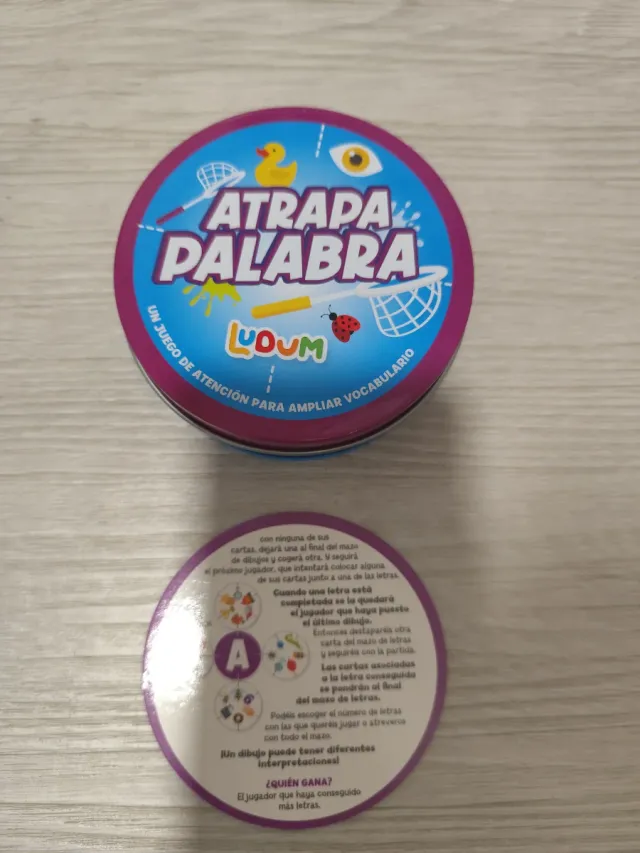 ATRAPA
PALABRA
LUDUM
UN JUEGO DE ATENCIÓN PARA AMPLIAR VOCABULARIO
con ninguna de sus
cartas, dejará una al final del mazo
de dibujos y cogerá otra. Y seguirá
el próximo jugador, que intentará colocar alguna
de sus cartas junto a una de las letras.
Cuando una letra está
completada se la quedará
el jugador que haya puesto
el último dibujo.
Entonces destaparéis otra
carta del mazo de letras
y seguiréis con la partida.
A
Las cartas asociadas
a la letra conseguida
se pondrán al final
del mazo de letras.
Podéis escoger el número de letras
con las que queréis jugar o atreveros
con todo el mazo.
¡Un dibujo puede tener diferentes
interpretaciones!
¿QUIÉN GANA?
El jugador que haya conseguido
más letras.